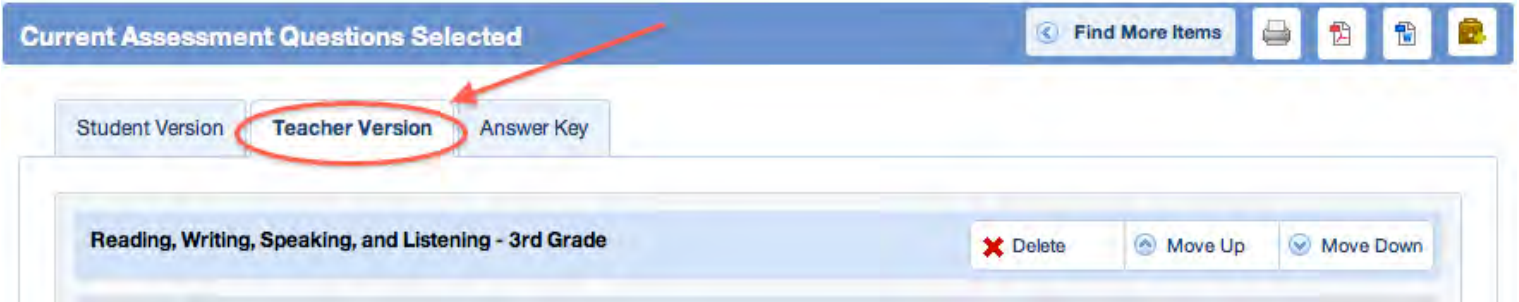 Current Assessment Questions Selected Find More Items
Student Version Teacher Version Answer Key
Reading, Writing, Speaking, and Listening - 3rd Grade Delete Move Up Move Down